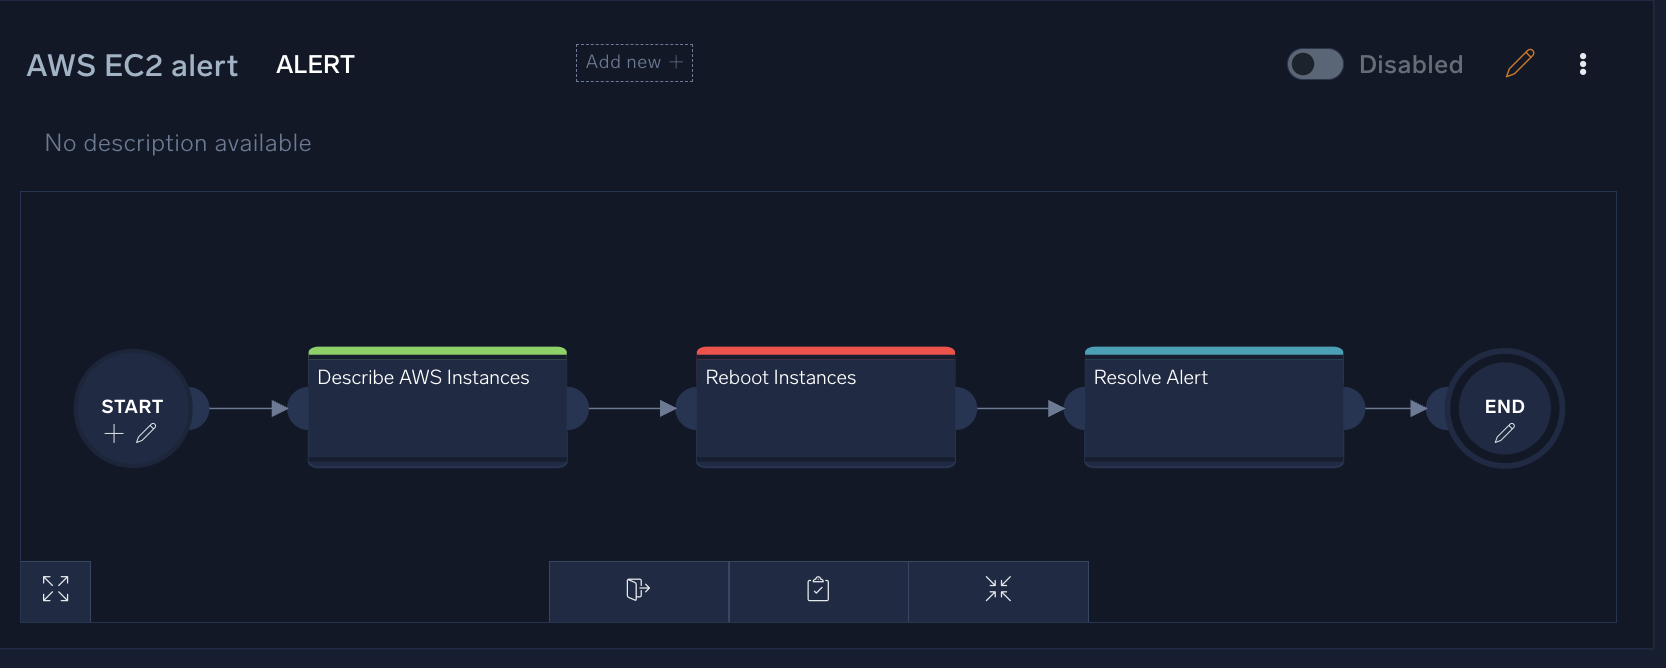 AWS EC2 alert
ALERT
Add new +
Disabled
No description available
START
Describe AWS Instances
Reboot Instances
Resolve Alert
END